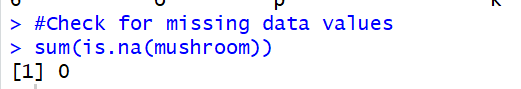 > #Check for missing data values
> sum(is.na(mushroom))
[1] 0